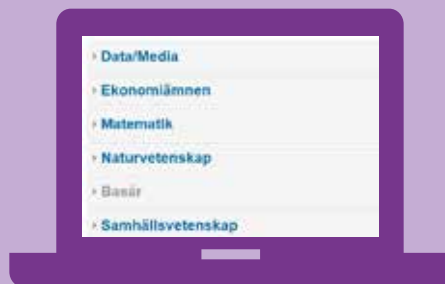 Data/Media
Ekonomiämnen
Matematik
Naturvetenskap
Basår
Samhällsvetenskap